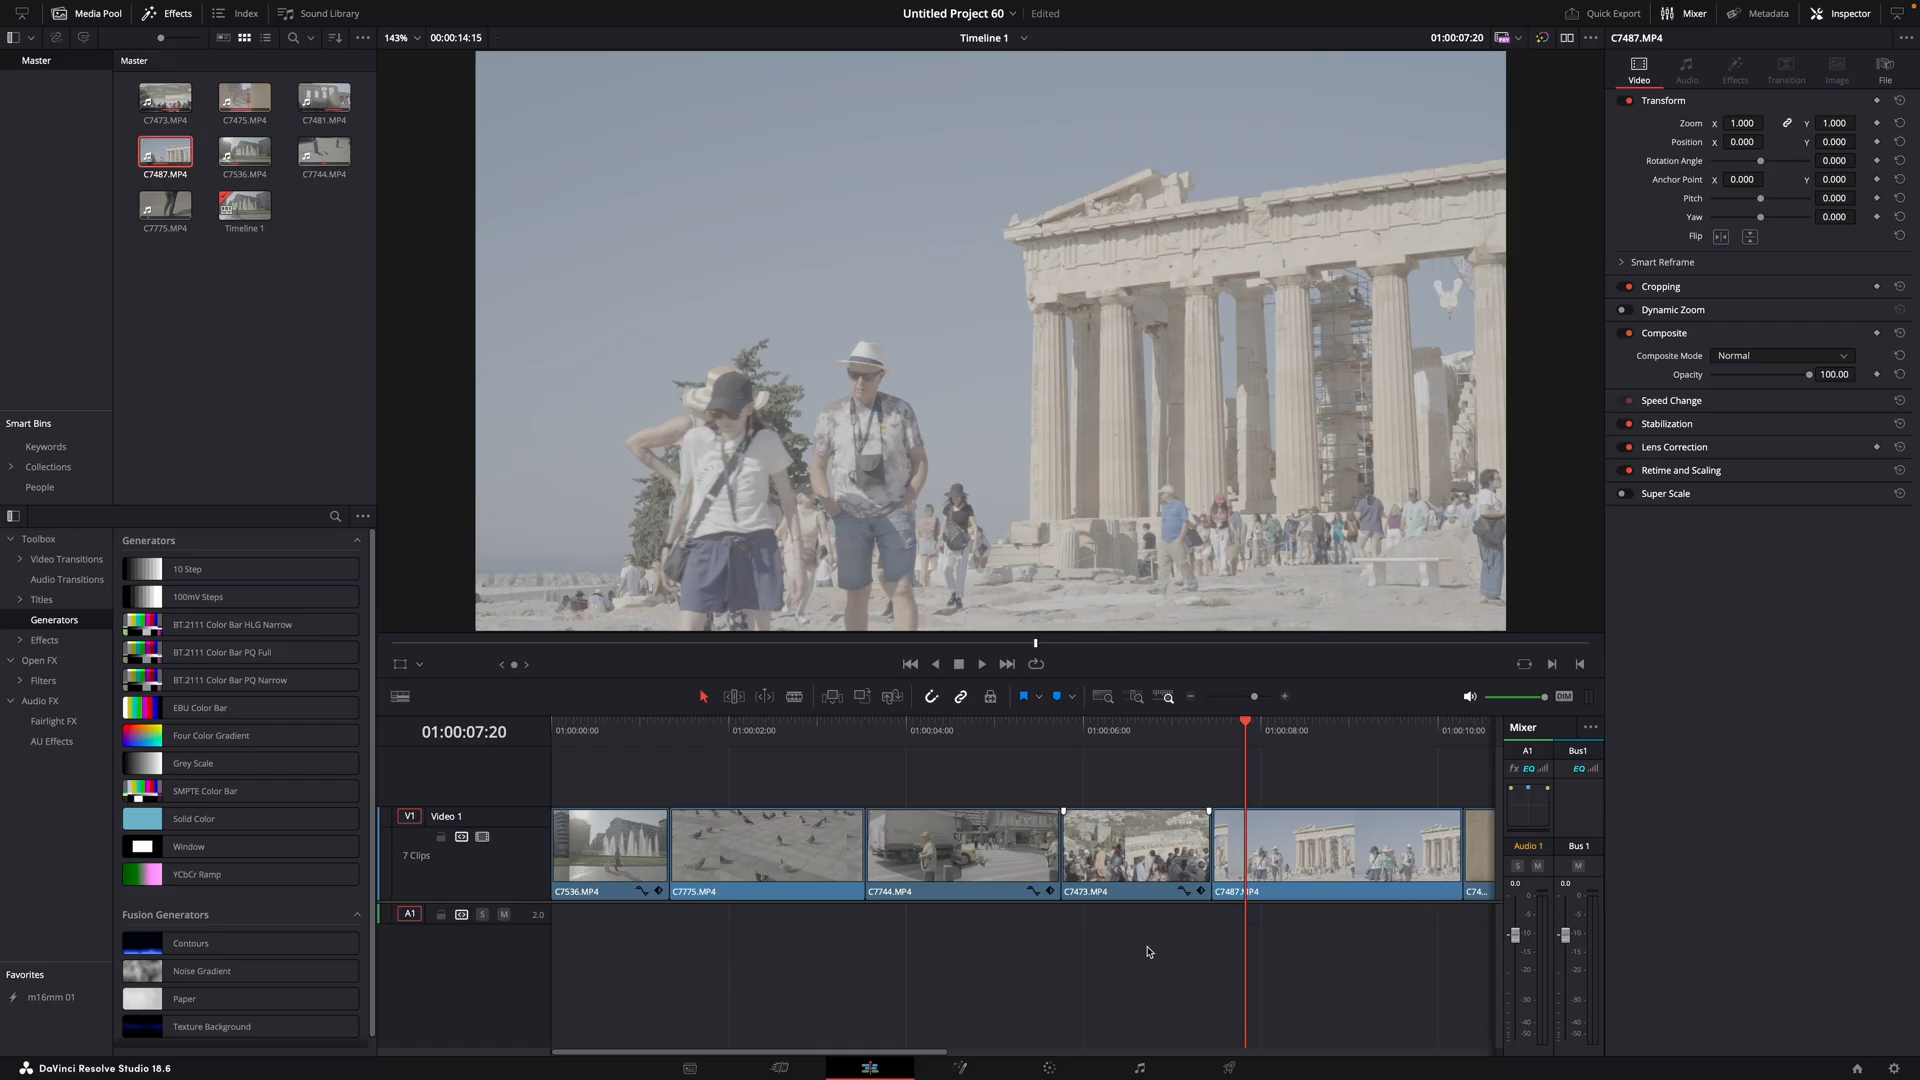 Media Pool
Effects
Index
Sound Library
Untitled Project 60
Edited
Quick Export
Mixer
Metadata
Inspector
143%
00:00:14:15
Timeline 1
01:00:07:20
C7487.MP4
Master
Master
C7473.MP4
C7475.MP4
C7481.MP4
C7487.MP4
C7536.MP4
C7744.MP4
C7775.MP4
Timeline 1
Smart Bins
Keywords
Collections
People
Toolbox
Video Transitions
Audio Transitions
Titles
Generators
Effects
Open FX
Filters
Audio FX
Fairlight FX
AU Effects
Favorites
m16mm 01
Generators
10 Step
100mV Steps
BT.2111 Color Bar HLG Narrow
BT.2111 Color Bar PQ Full
BT.2111 Color Bar PQ Narrow
EBU Color Bar
Four Color Gradient
Grey Scale
SMPTE Color Bar
Solid Color
Window
YCbCr Ramp
Fusion Generators
Contours
Noise Gradient
Paper
Texture Background
Video
Audio
Effects
Transition
Image
File
Transform
Zoom X 1.000 Y 1.000
Position X 0.000 Y 0.000
Rotation Angle 0.000
Anchor Point X 0.000 Y 0.000
Pitch 0.000
Yaw 0.000
Flip
Smart Reframe
Cropping
Dynamic Zoom
Composite
Composite Mode Normal
Opacity 100.00
Speed Change
Stabilization
Lens Correction
Retime and Scaling
Super Scale
DIM
01:00:07:20
01:00:00:00
01:00:02:00
01:00:04:00
01:00:06:00
01:00:08:00
01:00:10:00
V1 Video 1
7 Clips
C7536.MP4
C7775.MP4
C7744.MP4
C7473.MP4
C7487.MP4
C74...
A1 S M 2.0
Mixer
A1 Bus1
fx EQ EQ
Audio 1 Bus 1
S M M
0.0 0.0
0 0
-5 -5
-10 -10
-15 -15
-20 -20
-30 -30
-40 -40
-50 -50
DaVinci Resolve Studio 18.6